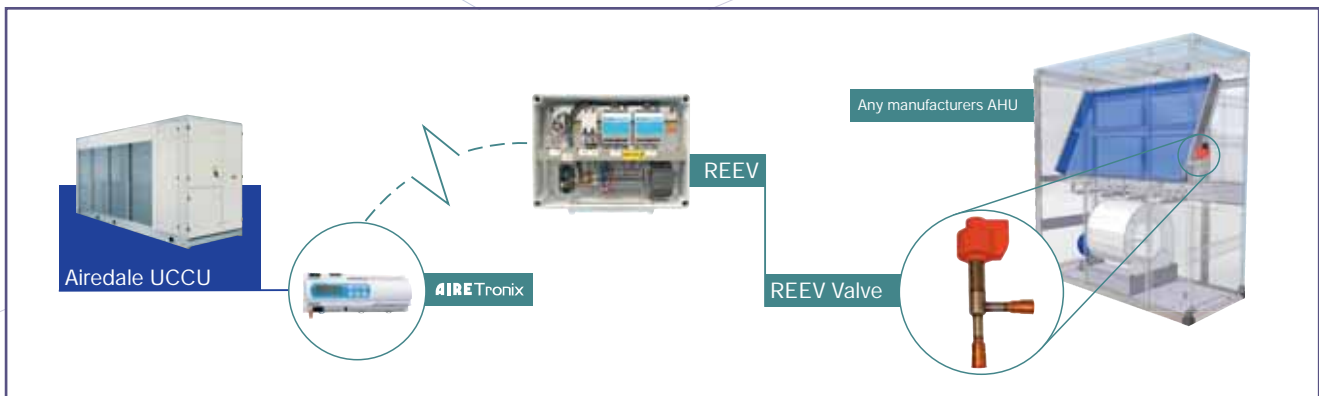 Airedale UCCU
AIRETronix
REEV
REEV Valve
Any manufacturers AHU